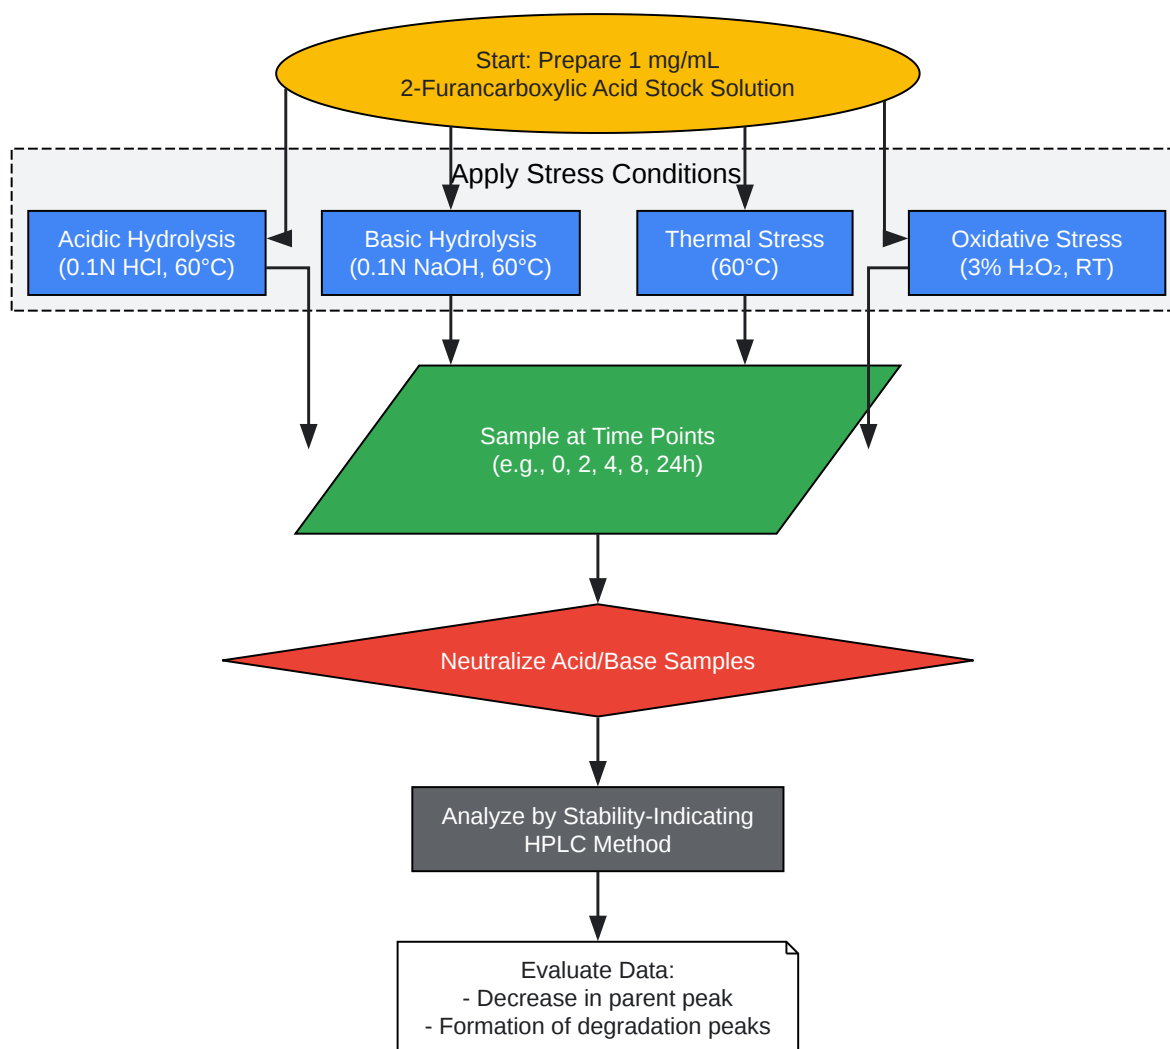 Start: Prepare 1 mg/mL
2-Furancarboxylic Acid Stock Solution
Apply Stress Conditions
Acidic Hydrolysis
(0.1N HCl, 60°C)
Basic Hydrolysis
(0.1N NaOH, 60°C)
Thermal Stress
(60°C)
Oxidative Stress
(3% H₂O₂, RT)
Sample at Time Points
(e.g., 0, 2, 4, 8, 24h)
Neutralize Acid/Base Samples
Analyze by Stability-Indicating
HPLC Method
Evaluate Data:
- Decrease in parent peak
- Formation of degradation peaks